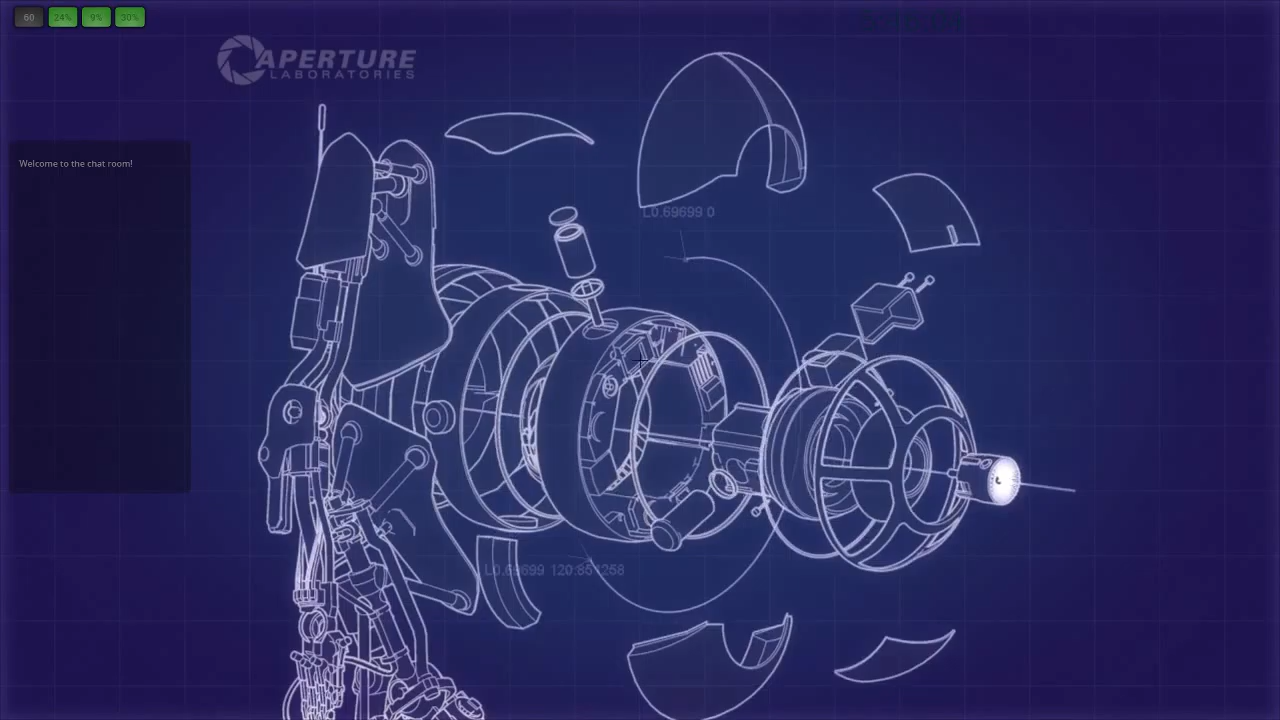 60 24% 9% 30%
APERTURE
LABORATORIES
Welcome to the chat room!
L0.69699 0
L0.69699 120.851258